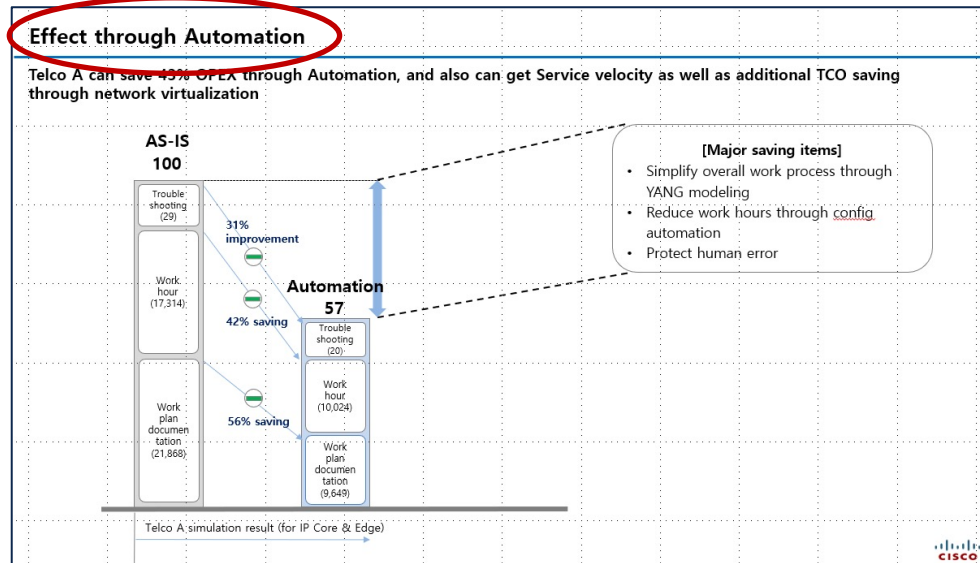 Effect through Automation
Telco A can save 43% OPEX through Automation, and also can get Service velocity as well as additional TCO saving
through network virtualization
AS-IS
100
Trouble
shooting
(29)
Work
hour
(17,314)
Work
plan
documen
tation
(21,868)
31%
improvement
42% saving
56% saving
Automation
57
Trouble
shooting
(20)
Work
hour
(10,024)
Work
plan
documen
tation
(9,649)
[Major saving items]
• Simplify overall work process through
YANG modeling
• Reduce work hours through config
automation
• Protect human error
Telco A simulation result (for IP Core & Edge)
CISCO